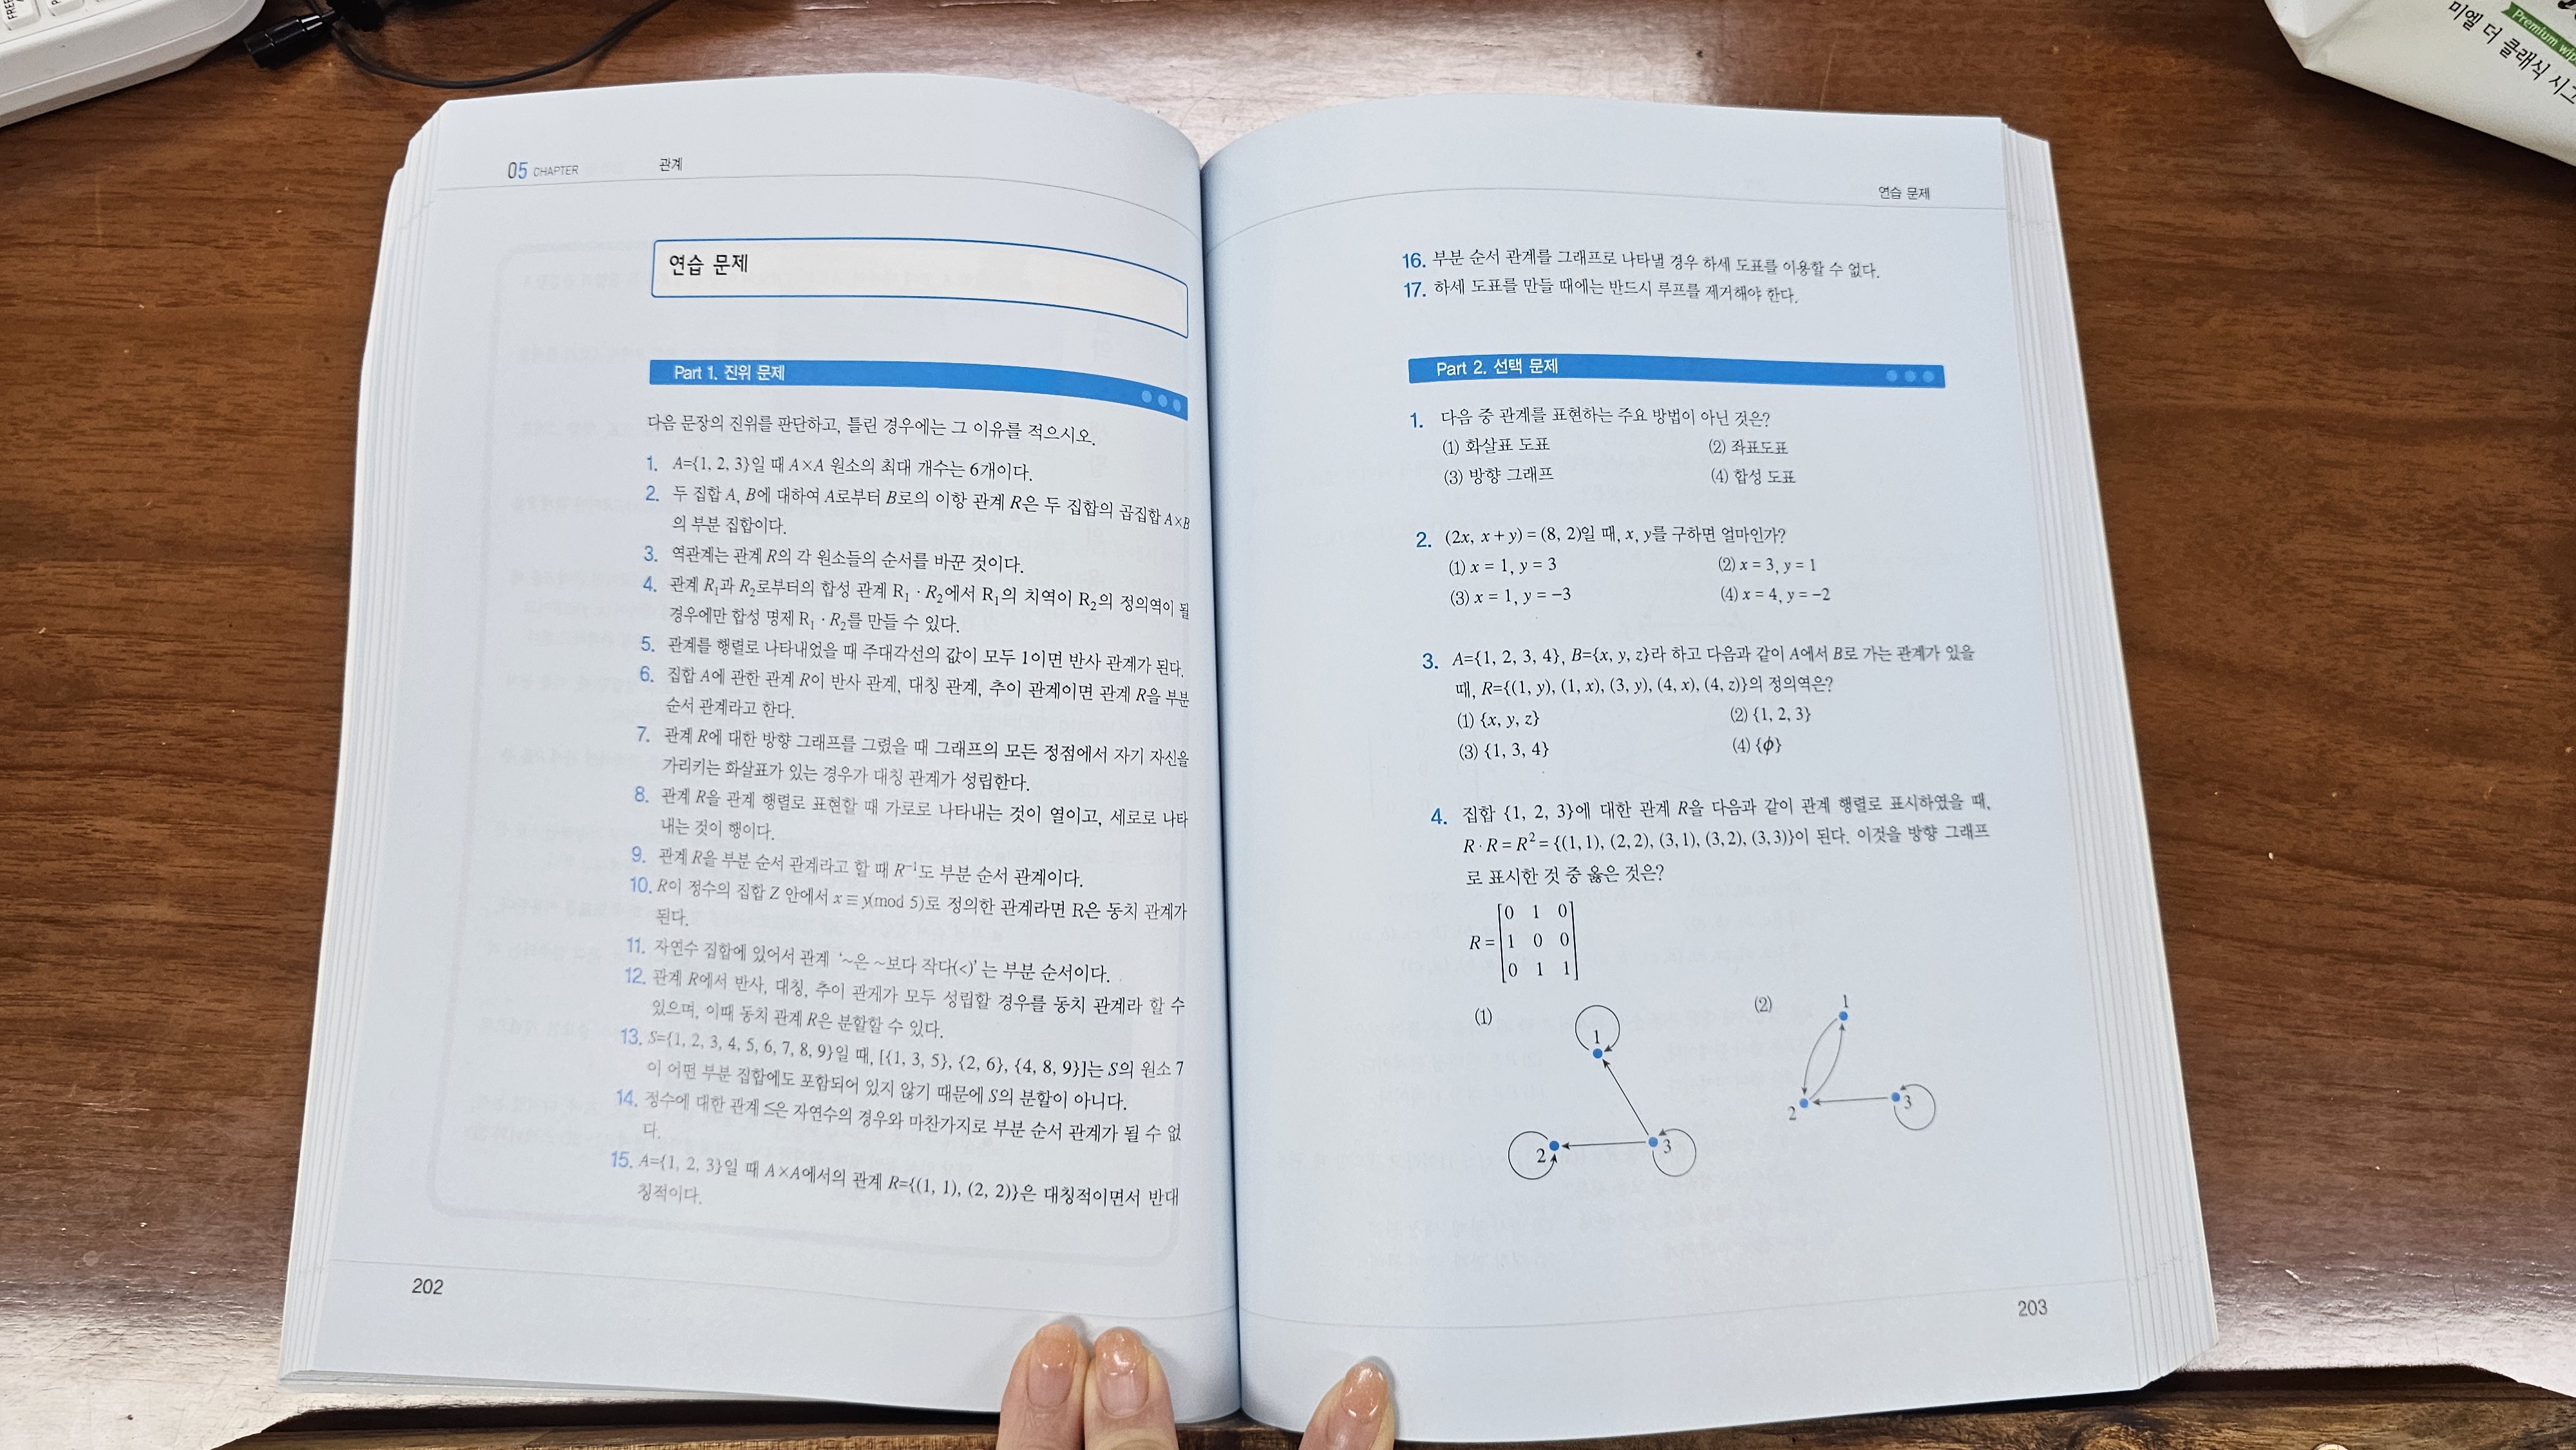 05 CHAPTER 관계
연습 문제
Part 1. 진위 문제
다음 문장의 진위를 판단하고, 틀린 경우에는 그 이유를 적으시오.
1. A={1, 2, 3}일 때 A×A 원소의 최대 개수는 6개이다.
2. 두 집합 A, B에 대하여 A로부터 B로의 이항 관계 R은 두 집합의 곱집합 A×B
의 부분 집합이다.
3. 역관계는 관계 R의 각 원소들의 순서를 바꾼 것이다.
4. 관계 R₁과 R₂로부터의 합성 관계 R₁ · R₂에서 R₁의 치역이 R₂의 정의역이 될
경우에만 합성 명제 R₁ · R₂를 만들 수 있다.
5. 관계를 행렬로 나타내었을 때 주대각선의 값이 모두 1이면 반사 관계가 된다.
6. 집합 A에 관한 관계 R이 반사 관계, 대칭 관계, 추이 관계이면 관계 R을 부분
순서 관계라고 한다.
7. 관계 R에 대한 방향 그래프를 그렸을 때 그래프의 모든 정점에서 자기 자신을
가리키는 화살표가 있는 경우가 대칭 관계가 성립한다.
8. 관계 R을 관계 행렬로 표현할 때 가로로 나타내는 것이 열이고, 세로로 나타
내는 것이 행이다.
9. 관계 R을 부분 순서 관계라고 할 때 R⁻¹도 부분 순서 관계이다.
10. R이 정수의 집합 Z 안에서 x ≡ y(mod 5)로 정의한 관계라면 R은 동치 관계가
된다.
11. 자연수 집합에 있어서 관계 '~은 ~보다 작다(<)'는 부분 순서이다.
12. 관계 R에서 반사, 대칭, 추이 관계가 모두 성립할 경우를 동치 관계라 할 수
있으며, 이때 동치 관계 R은 분할할 수 있다.
13. S={1, 2, 3, 4, 5, 6, 7, 8, 9}일 때, [{1, 3, 5}, {2, 6}, {4, 8, 9}]는 S의 원소 7
이 어떤 부분 집합에도 포함되어 있지 않기 때문에 S의 분할이 아니다.
14. 정수에 대한 관계 ≤은 자연수의 경우와 마찬가지로 부분 순서 관계가 될 수 없
다.
15. A={1, 2, 3}일 때 A×A에서의 관계 R={(1, 1), (2, 2)}은 대칭적이면서 반대
칭적이다.
202
연습 문제
16. 부분 순서 관계를 그래프로 나타낼 경우 하세 도표를 이용할 수 없다.
17. 하세 도표를 만들 때에는 반드시 루프를 제거해야 한다.
Part 2. 선택 문제
1. 다음 중 관계를 표현하는 주요 방법이 아닌 것은?
(1) 화살표 도표 (2) 좌표도표
(3) 방향 그래프 (4) 합성 도표
2. (2x, x + y) = (8, 2)일 때, x, y를 구하면 얼마인가?
(1) x = 1, y = 3 (2) x = 3, y = 1
(3) x = 1, y = −3 (4) x = 4, y = −2
3. A={1, 2, 3, 4}, B={x, y, z}라 하고 다음과 같이 A에서 B로 가는 관계가 있을
때, R={(1, y), (1, x), (3, y), (4, x), (4, z)}의 정의역은?
(1) {x, y, z} (2) {1, 2, 3}
(3) {1, 3, 4} (4) {ϕ}
4. 집합 {1, 2, 3}에 대한 관계 R을 다음과 같이 관계 행렬로 표시하였을 때,
R · R = R² = {(1, 1), (2, 2), (3, 1), (3, 2), (3, 3)}이 된다. 이것을 방향 그래프
로 표시한 것 중 옳은 것은?
0 1 0
R = 1 0 0
0 1 1
(1) 1
2 3
(2) 1
2 3
203
Premium
미엘 더 클래식 시그